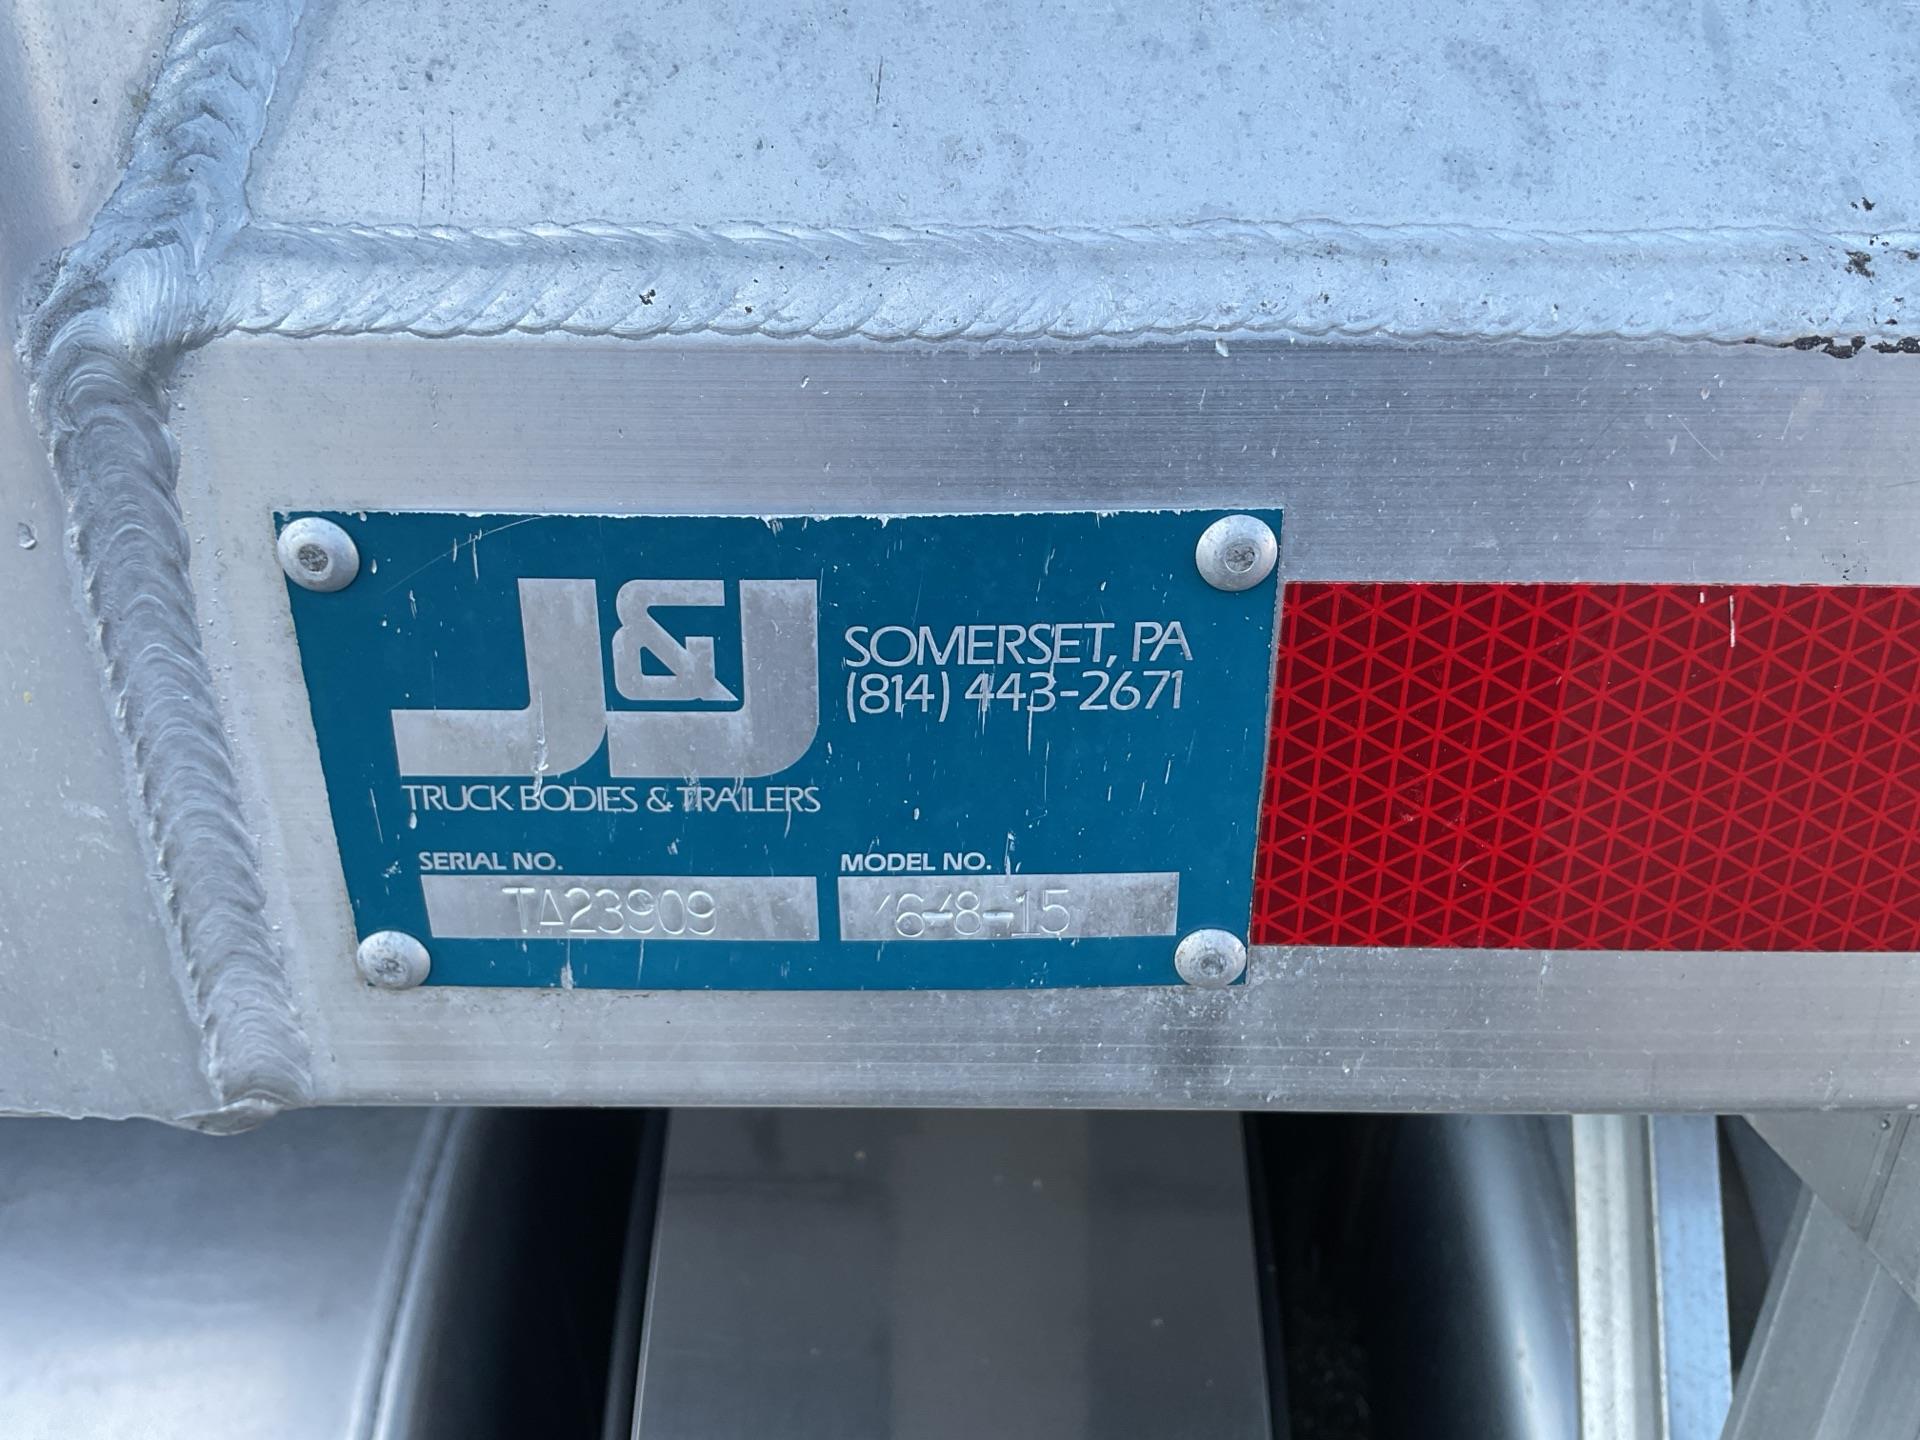 J&J
SOMERSET, PA
(814) 443-2671
TRUCK BODIES & TRAILERS
SERIAL NO.
MODEL NO.
TA23909